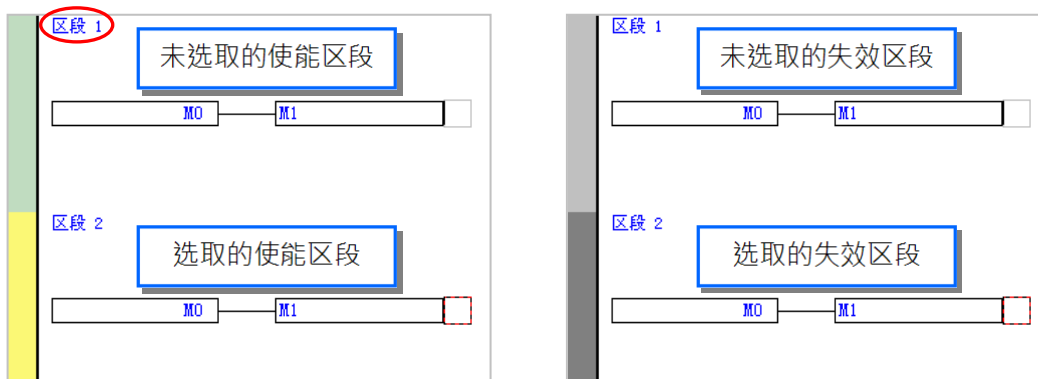 区段 1
未选取的使能区段
M0 M1
区段 2
选取的使能区段
M0 M1
区段 1
未选取的失效区段
M0 M1
区段 2
选取的失效区段
M0 M1